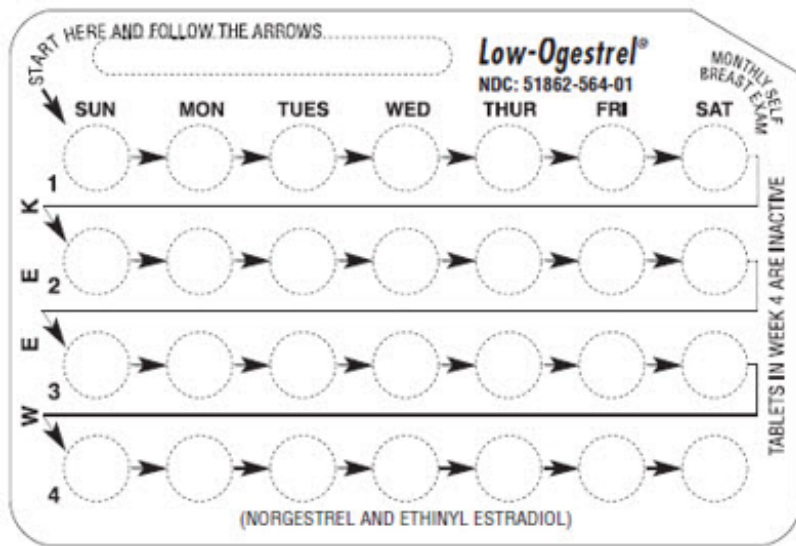 START HERE AND FOLLOW THE ARROWS
Low-Ogestrel®
NDC: 51862-564-01
MONTHLY SELF
BREAST EXAM
SUN MON TUES WED THUR FRI SAT
1
2
3
4
WEEK
TABLETS IN WEEK 4 ARE INACTIVE
(NORGESTREL AND ETHINYL ESTRADIOL)